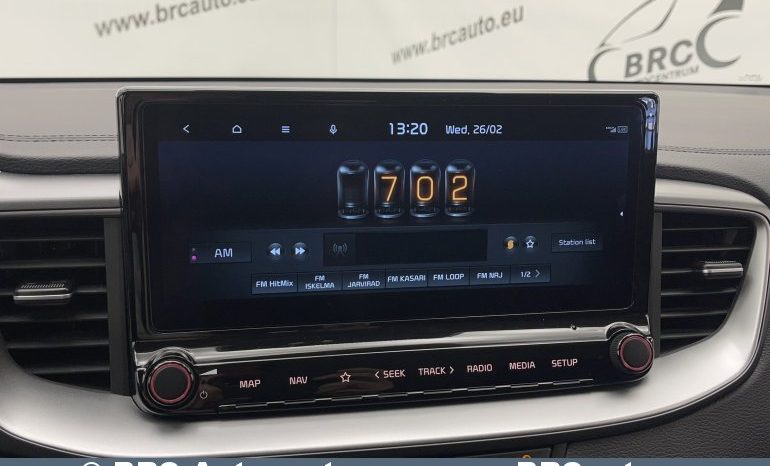 www.brcauto.eu
www.brcauto.eu
BRC
13:20 Wed, 26/02
702
AM
Station list
FM HitMix FM ISKELMA FM JARVIRAD FM KASARI FM LOOP FM NRJ 1/2 >
MAP NAV < SEEK TRACK > RADIO MEDIA SETUP